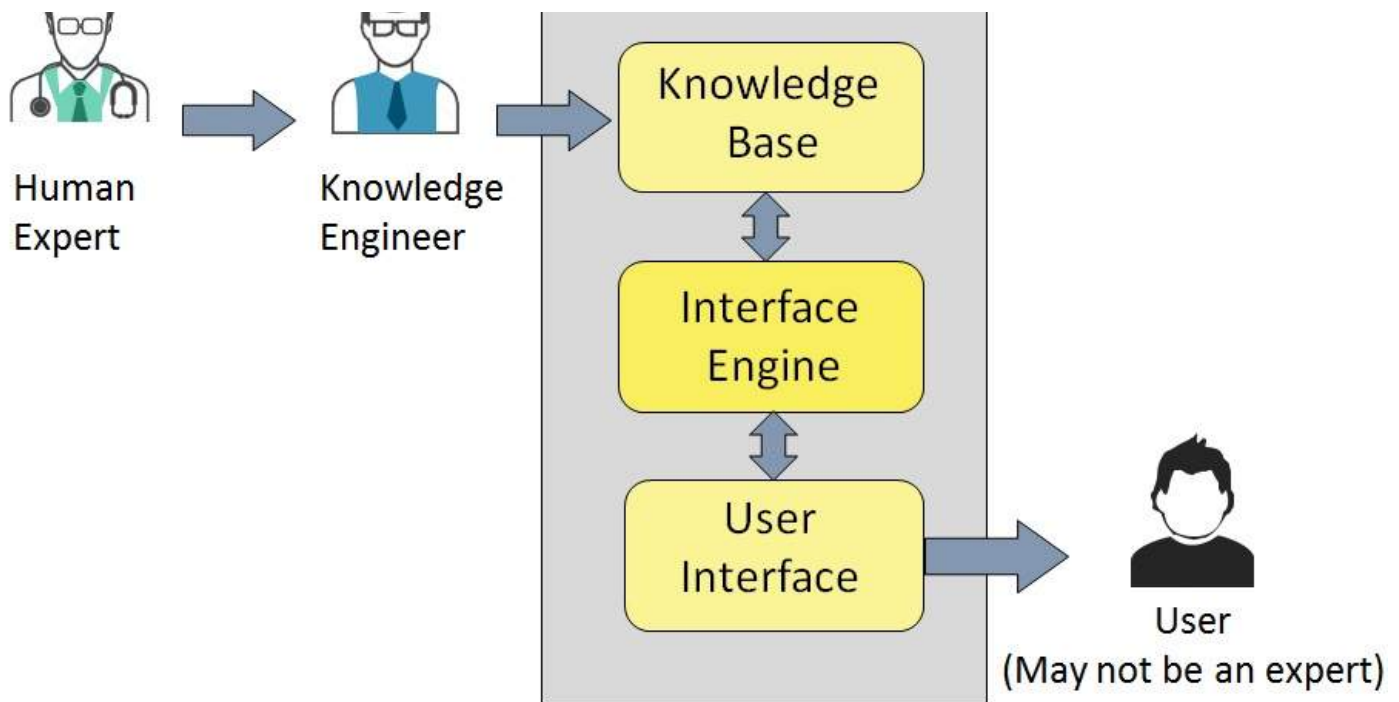 Human
Expert
Knowledge
Engineer
Knowledge
Base
Interface
Engine
User
Interface
User
(May not be an expert)